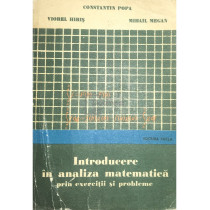 CONSTANTIN POPA
VIOREL HIRIȘ
MIHAIL MEGAN
Introducere
în analiza matematică
prin exerciții și probleme